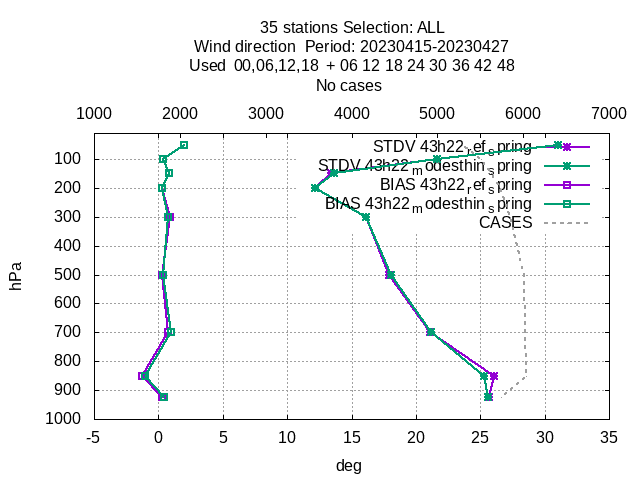 35 stations Selection: ALL
Wind direction  Period: 20230415-20230427
Used  00,06,12,18  + 06 12 18 24 30 36 42 48
No cases
1000 2000 3000 4000 5000 6000 7000
STDV 43h22_ref_spring
STDV 43h22_modesthin_spring
BIAS 43h22_ref_spring
BIAS 43h22_modesthin_spring
CASES
hPa
100
200
300
400
500
600
700
800
900
1000
-5 0 5 10 15 20 25 30 35
deg